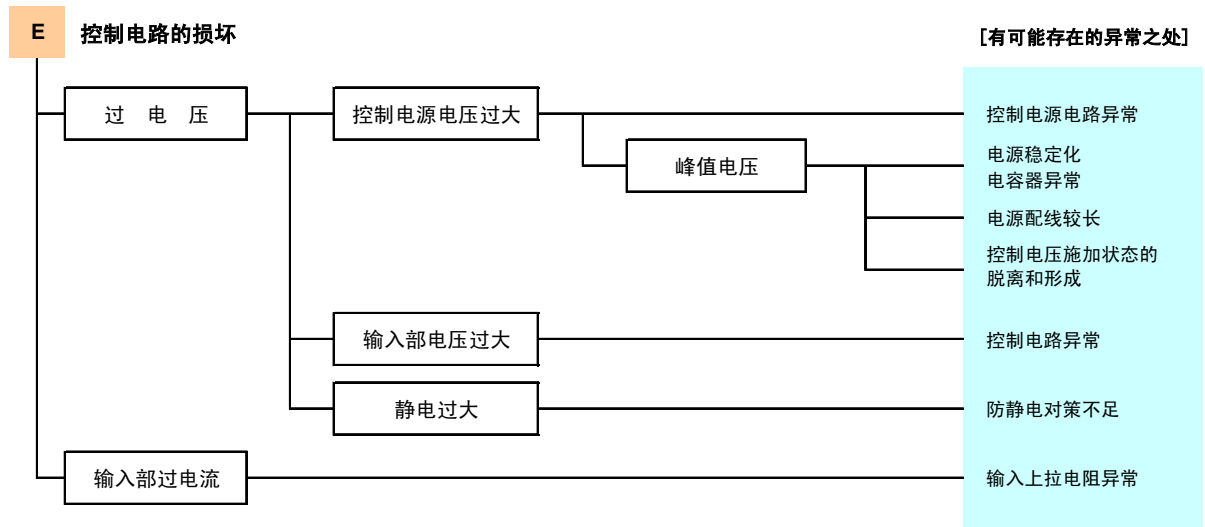 E
控制电路的损坏
[有可能存在的异常之处]
过 电 压
控制电源电压过大
控制电源电路异常
峰值电压
电源稳定化
电容器异常
电源配线较长
控制电压施加状态的
脱离和形成
输入部电压过大
控制电路异常
静电过大
防静电对策不足
输入部过电流
输入上拉电阻异常